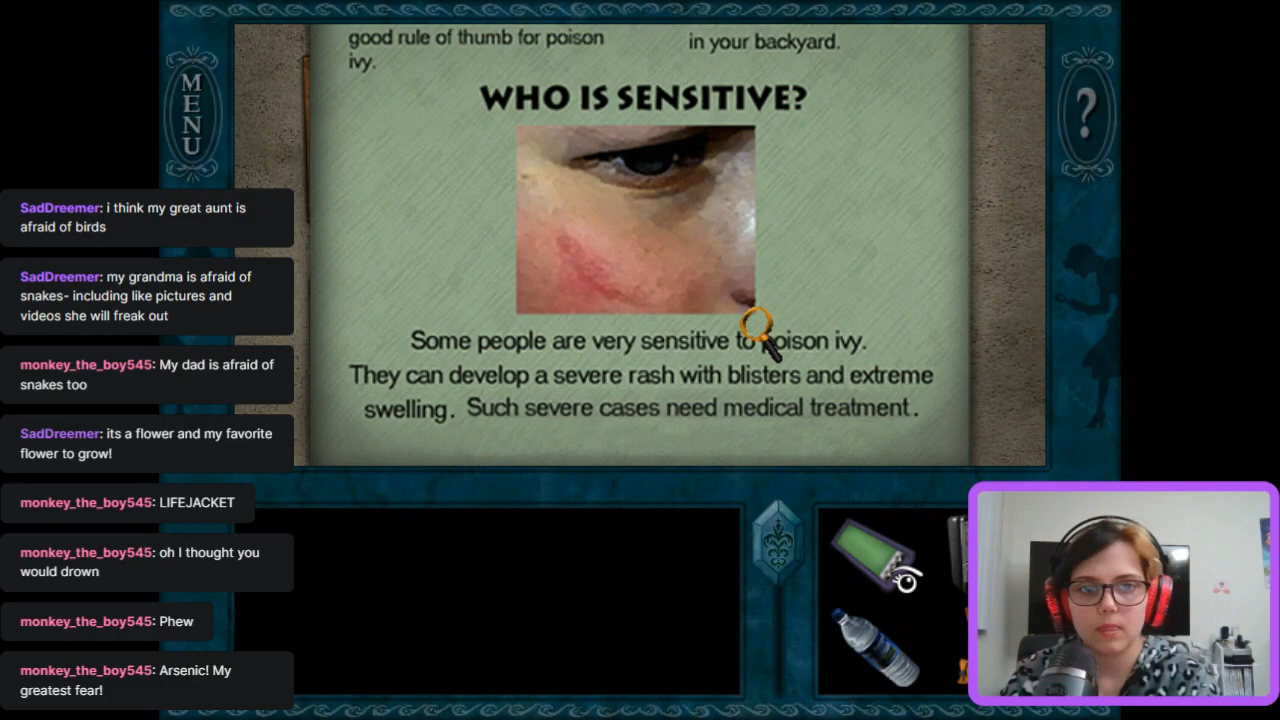 good rule of thumb for poison
ivy.
in your backyard.
WHO IS SENSITIVE?
Some people are very sensitive to poison ivy.
They can develop a severe rash with blisters and extreme
swelling. Such severe cases need medical treatment.
MENU
?
SadDreemer: i think my great aunt is
afraid of birds
SadDreemer: my grandma is afraid of
snakes- including like pictures and
videos she will freak out
monkey_the_boy545: My dad is afraid of
snakes too
SadDreemer: its a flower and my favorite
flower to grow!
monkey_the_boy545: LIFEJACKET
monkey_the_boy545: oh I thought you
would drown
monkey_the_boy545: Phew
monkey_the_boy545: Arsenic! My
greatest fear!